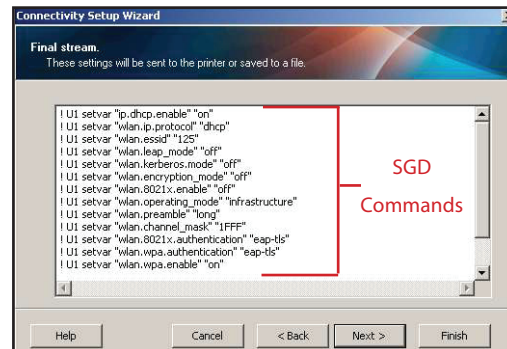 Connectivity Setup Wizard
Final stream.
These settings will be sent to the printer or saved to a file.
! U1 setvar "ip.dhcp.enable" "on"
! U1 setvar "wlan.ip.protocol" "dhcp"
! U1 setvar "wlan.essid" "125"
! U1 setvar "wlan.leap_mode" "off"
! U1 setvar "wlan.kerberos.mode" "off"
! U1 setvar "wlan.encryption_mode" "off"
! U1 setvar "wlan.8021x.enable" "off"
! U1 setvar "wlan.operating_mode" "infrastructure"
! U1 setvar "wlan.preamble" "long"
! U1 setvar "wlan.channel_mask" "1FFF"
! U1 setvar "wlan.8021x.authentication" "eap-tls"
! U1 setvar "wlan.wpa.authentication" "eap-tls"
! U1 setvar "wlan.wpa.enable" "on"
SGD
Commands
Help
Cancel
< Back
Next >
Finish